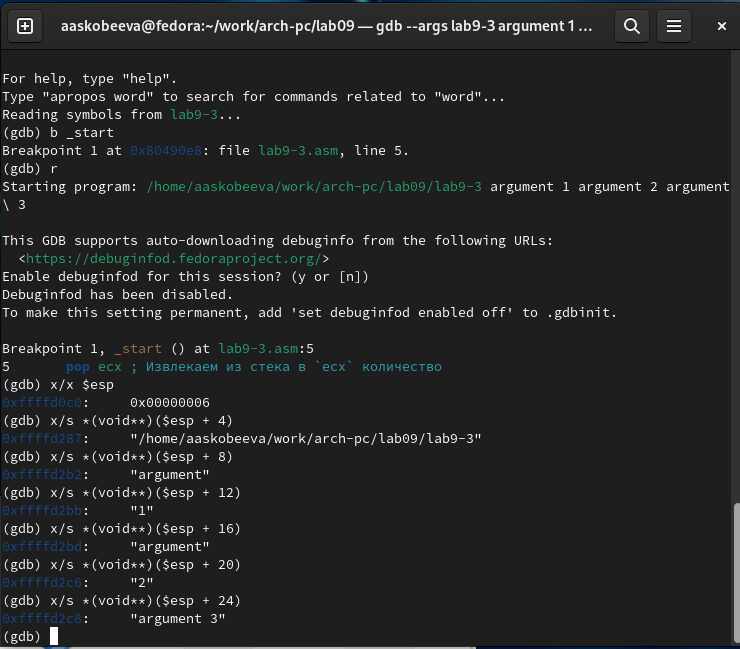 aaskobeeva@fedora:~/work/arch-pc/lab09 — gdb --args lab9-3 argument 1 ...
For help, type "help".
Type "apropos word" to search for commands related to "word"...
Reading symbols from lab9-3...
(gdb) b _start
Breakpoint 1 at 0x80490e8: file lab9-3.asm, line 5.
(gdb) r
Starting program: /home/aaskobeeva/work/arch-pc/lab09/lab9-3 argument 1 argument 2 argument
\ 3
This GDB supports auto-downloading debuginfo from the following URLs:
<https://debuginfod.fedoraproject.org/>
Enable debuginfod for this session? (y or [n])
Debuginfod has been disabled.
To make this setting permanent, add 'set debuginfod enabled off' to .gdbinit.
Breakpoint 1, _start () at lab9-3.asm:5
5 pop ecx ; Извлекаем из стека в `ecx` количество
(gdb) x/x $esp
0xffffd0c0: 0x00000006
(gdb) x/s *(void**)($esp + 4)
0xffffd287: "/home/aaskobeeva/work/arch-pc/lab09/lab9-3"
(gdb) x/s *(void**)($esp + 8)
0xffffd2b2: "argument"
(gdb) x/s *(void**)($esp + 12)
0xffffd2bb: "1"
(gdb) x/s *(void**)($esp + 16)
0xffffd2bd: "argument"
(gdb) x/s *(void**)($esp + 20)
0xffffd2c6: "2"
(gdb) x/s *(void**)($esp + 24)
0xffffd2c8: "argument 3"
(gdb)